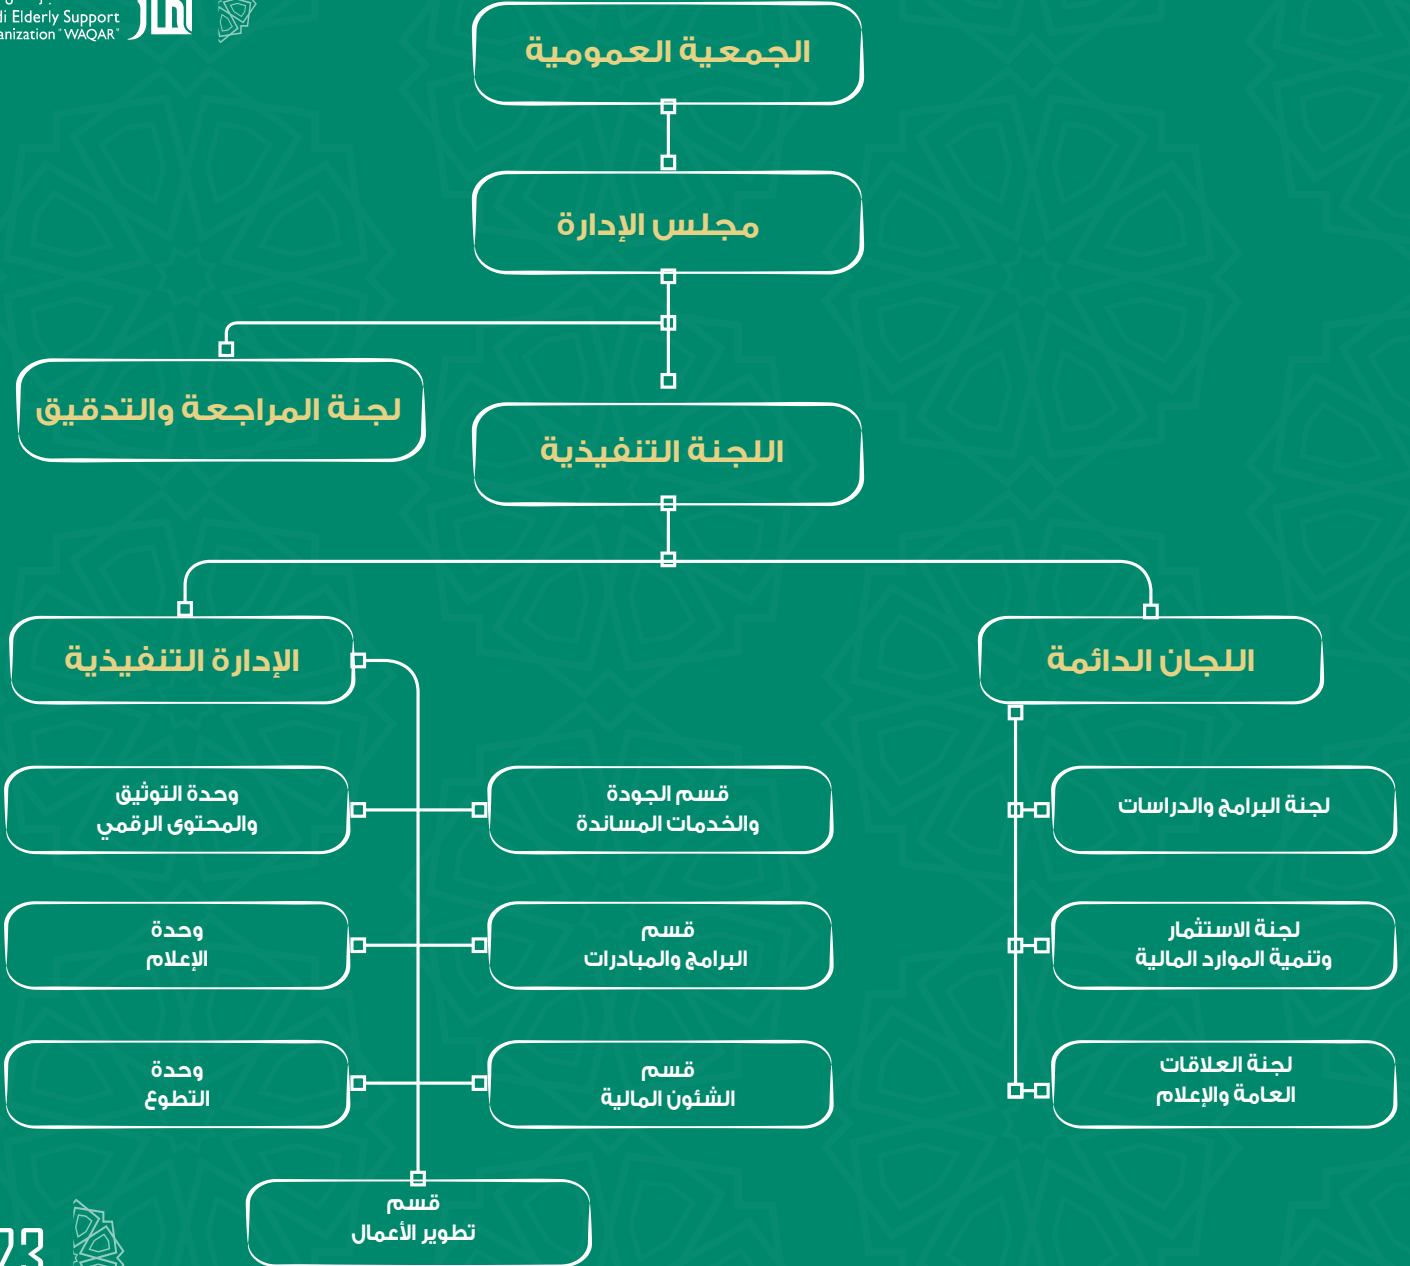 di Elderly Support
anization "WAQAR"
الجمعية العمومية
مجلس الإدارة
لجنة المراجعة والتدقيق
اللجنة التنفيذية
اللجان الدائمة
الإدارة التنفيذية
لجنة البرامج والدراسات
قسم الجودة
والخدمات المساندة
وحدة التوثيق
والمحتوى الرقمي
لجنة الاستثمار
وتنمية الموارد المالية
قسم
البرامج والمبادرات
وحدة
الإعلام
لجنة العلاقات
العامة والإعلام
قسم
الشئون المالية
وحدة
التطوع
قسم
تطوير الأعمال
23